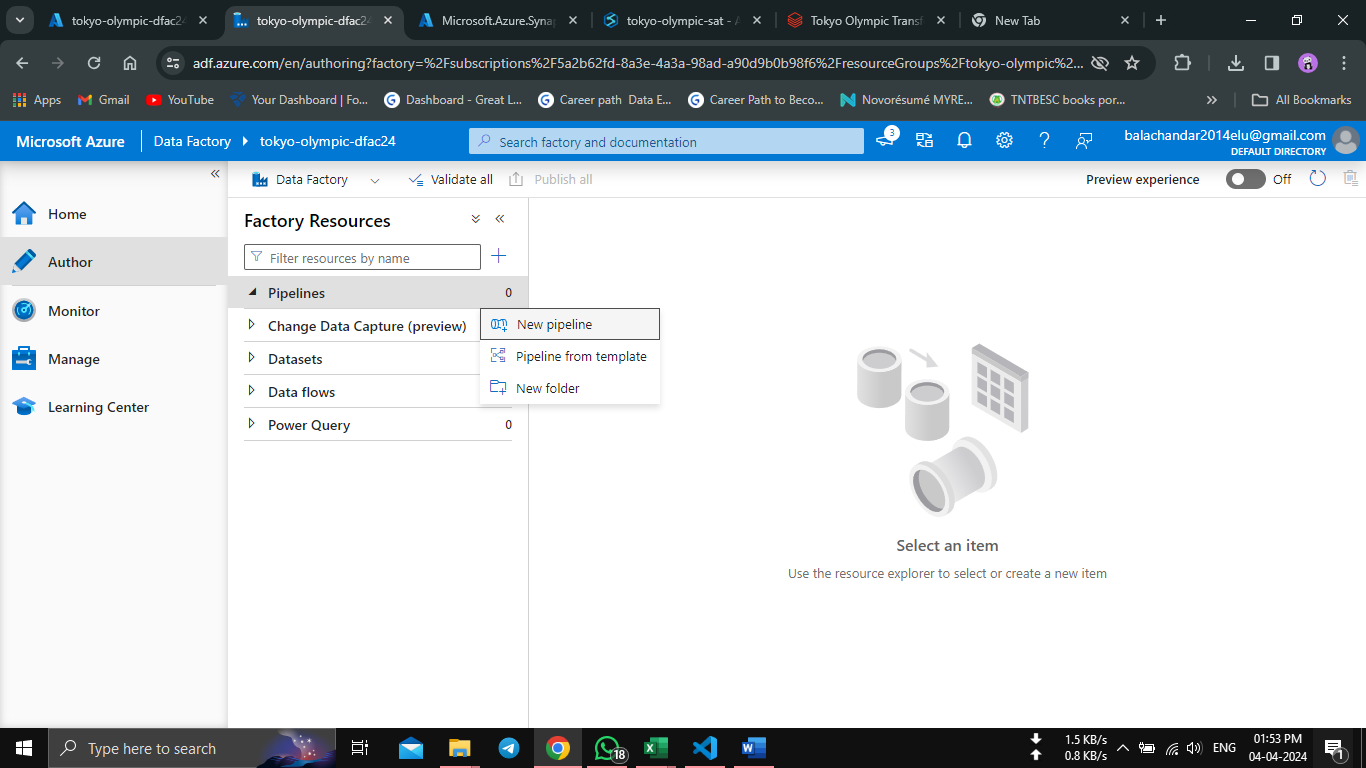 tokyo-olympic-dfac24
tokyo-olympic-dfac24
Microsoft.Azure.Syna
tokyo-olympic-sat - A
Tokyo Olympic Transf
New Tab
adf.azure.com/en/authoring?factory=%2Fsubscriptions%2F5a2b62fd-8a3e-4a3a-98ad-a90d9b0b98f6%2FresourceGroups%2Ftokyo-olympic%2...
Apps
Gmail
YouTube
Your Dashboard | Fo...
Dashboard - Great L...
Career path Data E...
Career Path to Beco...
Novorésumé MYRE...
TNTBESC books por...
All Bookmarks
Microsoft Azure
Data Factory
tokyo-olympic-dfac24
Search factory and documentation
3
balachandar2014elu@gmail.com
DEFAULT DIRECTORY
Data Factory
Validate all
Publish all
Preview experience
Off
Home
Author
Monitor
Manage
Learning Center
Factory Resources
Filter resources by name
Pipelines 0
Change Data Capture (preview)
Datasets
Data flows
Power Query 0
New pipeline
Pipeline from template
New folder
Select an item
Use the resource explorer to select or create a new item
Type here to search
18
1.5 KB/s
0.8 KB/s
ENG
01:53 PM
04-04-2024
1